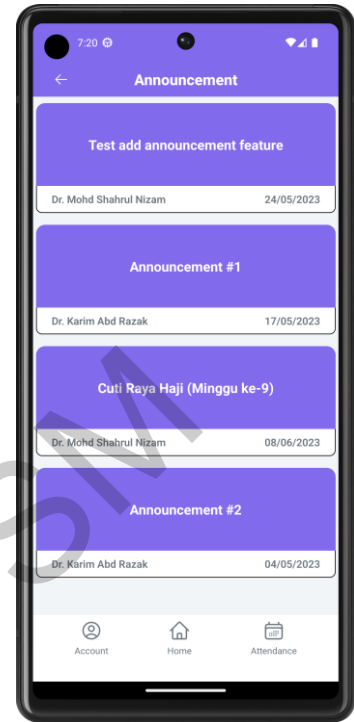 7:20
Announcement
Test add announcement feature
Dr. Mohd Shahrul Nizam 24/05/2023
Announcement #1
Dr. Karim Abd Razak 17/05/2023
Cuti Raya Haji (Minggu ke-9)
Dr. Mohd Shahrul Nizam 08/06/2023
Announcement #2
Dr. Karim Abd Razak 04/05/2023
Account Home Attendance
SM